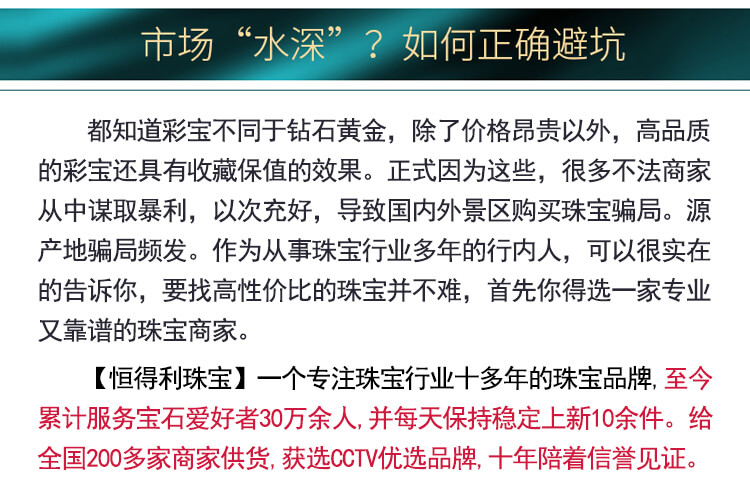 市场“水深”？如何正确避坑
都知道彩宝不同于钻石黄金，除了价格昂贵以外，高品质
的彩宝还具有收藏保值的效果。正式因为这些，很多不法商家
从中谋取暴利，以次充好，导致国内外景区购买珠宝骗局。源
产地骗局频发。作为从事珠宝行业多年的行内人，可以很实在
的告诉你，要找高性价比的珠宝并不难，首先你得选一家专业
又靠谱的珠宝商家。
【恒得利珠宝】一个专注珠宝行业十多年的珠宝品牌,至今
累计服务宝石爱好者30万余人,并每天保持稳定上新10余件。给
全国200多家商家供货,获选CCTV优选品牌,十年陪着信誉见证。